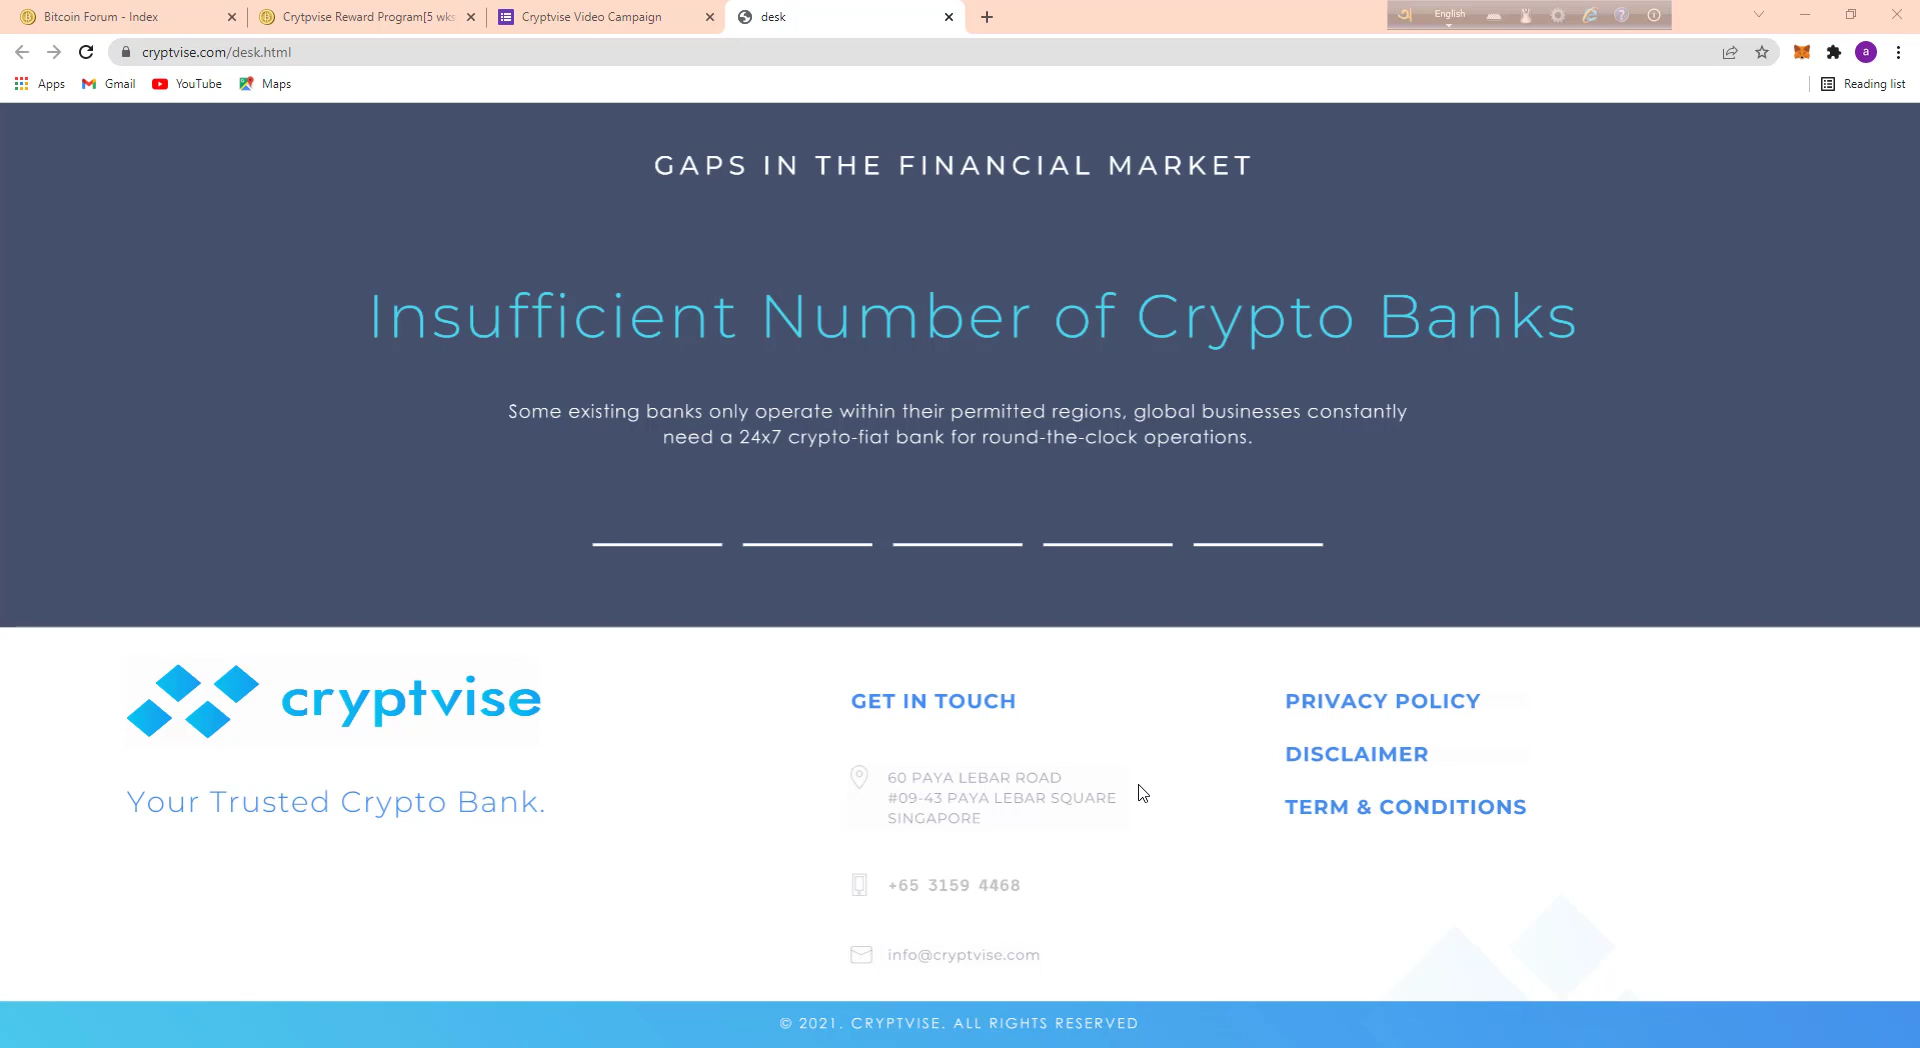 Bitcoin Forum - Index
Crytpvise Reward Program[5 wks
Cryptvise Video Campaign
desk
English
cryptvise.com/desk.html
a
Apps
Gmail
YouTube
Maps
Reading list
GAPS IN THE FINANCIAL MARKET
Insufficient Number of Crypto Banks
Some existing banks only operate within their permitted regions, global businesses constantly
need a 24x7 crypto-fiat bank for round-the-clock operations.
cryptvise
Your Trusted Crypto Bank.
GET IN TOUCH
60 PAYA LEBAR ROAD
#09-43 PAYA LEBAR SQUARE
SINGAPORE
+65 3159 4468
info@cryptvise.com
PRIVACY POLICY
DISCLAIMER
TERM & CONDITIONS
© 2021. CRYPTVISE. ALL RIGHTS RESERVED